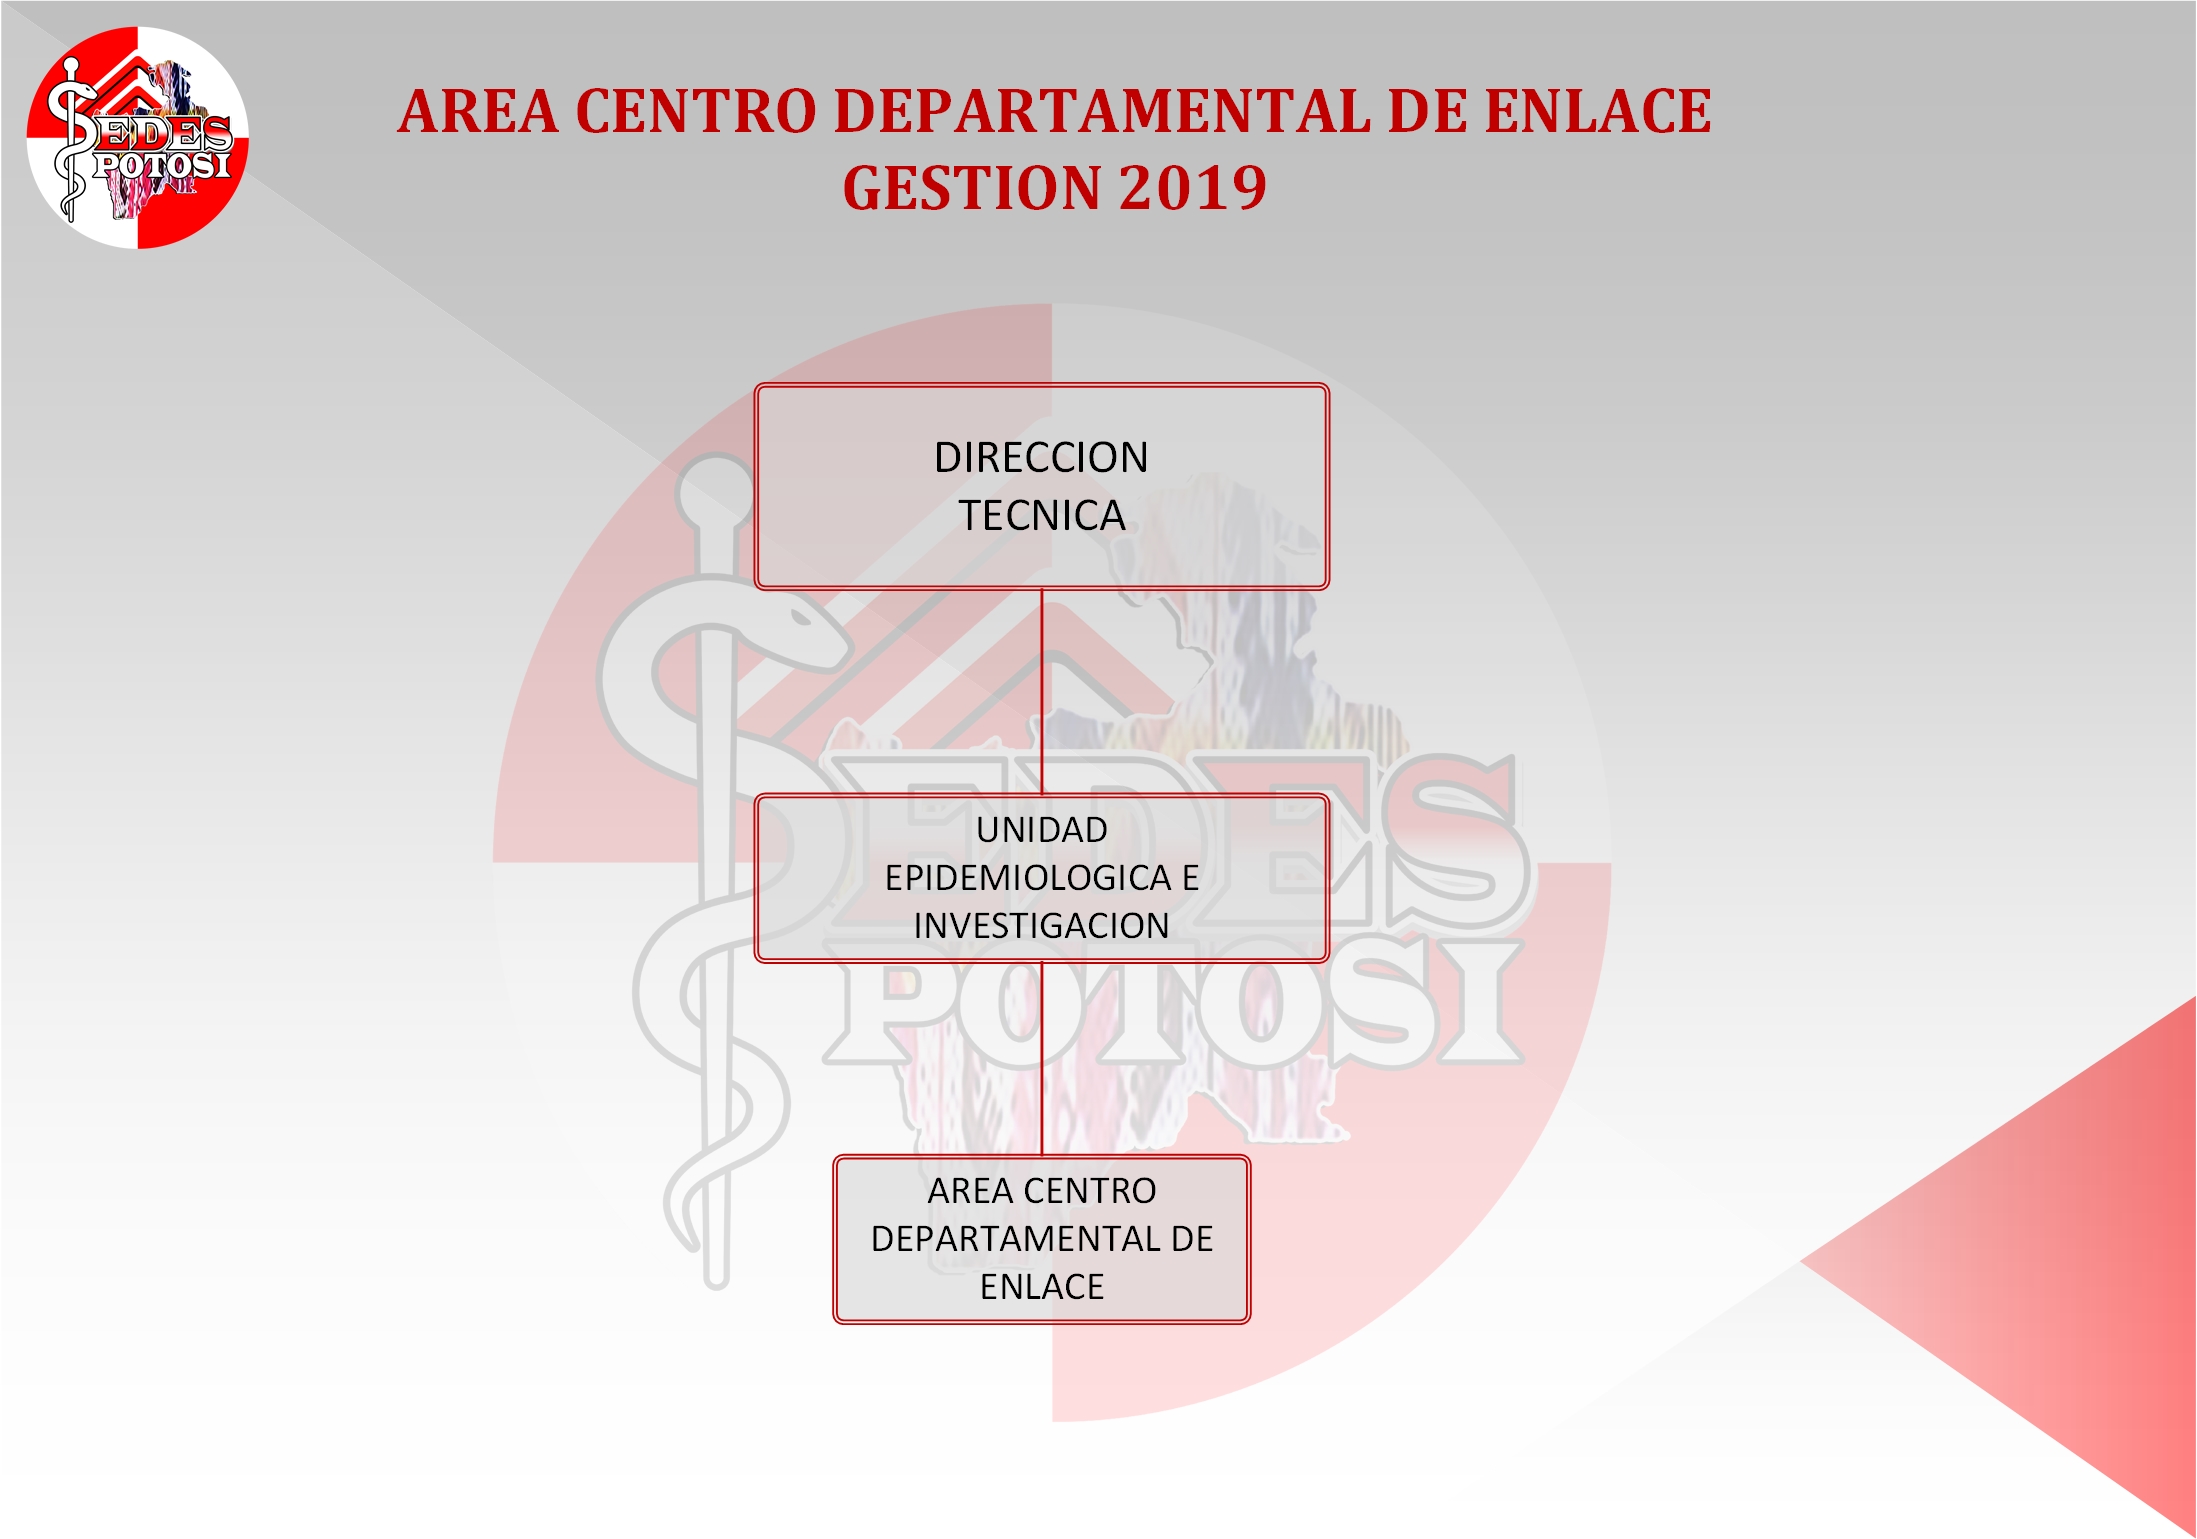 SEDES
POTOSI
AREA CENTRO DEPARTAMENTAL DE ENLACE
GESTION 2019
DIRECCION
TECNICA
UNIDAD
EPIDEMIOLOGICA E
INVESTIGACION
AREA CENTRO
DEPARTAMENTAL DE
ENLACE
SEDES
POTOSI